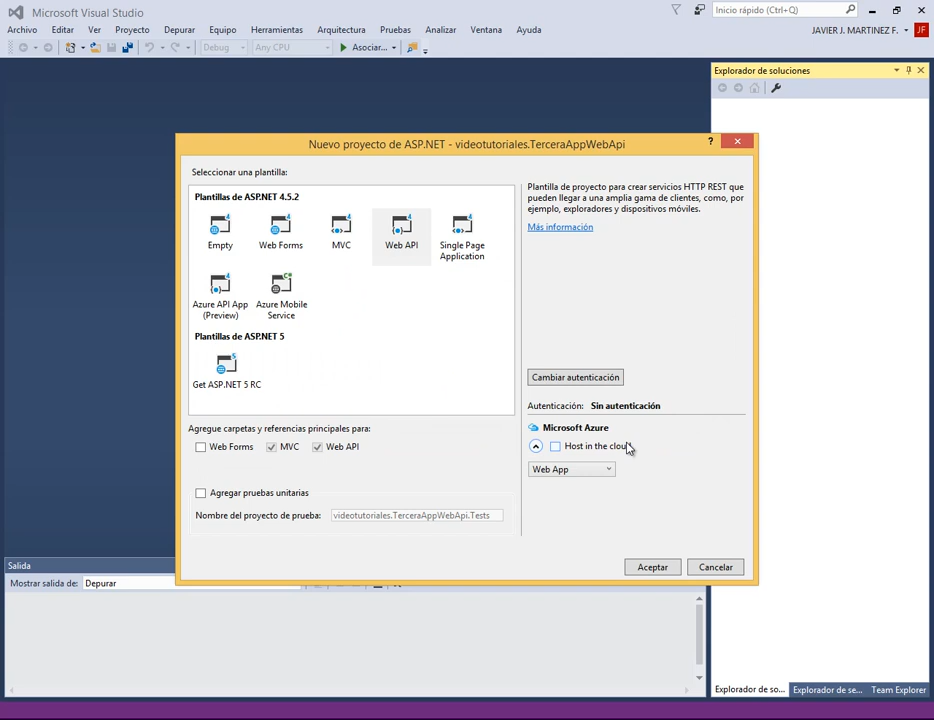 Microsoft Visual Studio
Inicio rápido (Ctrl+Q)
Archivo Editar Ver Proyecto Depurar Equipo Herramientas Arquitectura Pruebas Analizar Ventana Ayuda
JAVIER J. MARTINEZ F. JF
Debug Any CPU Asociar...
Explorador de soluciones
Nuevo proyecto de ASP.NET - videotutoriales.TerceraAppWebApi
Seleccionar una plantilla:
Plantillas de ASP.NET 4.5.2
Empty Web Forms MVC Web API Single Page
Application
Azure API App Azure Mobile
(Preview) Service
Plantillas de ASP.NET 5
Get ASP.NET 5 RC
Plantilla de proyecto para crear servicios HTTP REST que
pueden llegar a una amplia gama de clientes, como, por
ejemplo, exploradores y dispositivos móviles.
Más información
Cambiar autenticación
Autenticación: Sin autenticación
Microsoft Azure
Host in the cloud
Web App
Agregue carpetas y referencias principales para:
Web Forms MVC Web API
Agregar pruebas unitarias
Nombre del proyecto de prueba: videotutoriales.TerceraAppWebApi.Tests
Aceptar Cancelar
Salida
Mostrar salida de: Depurar
Explorador de so... Explorador de se... Team Explorer